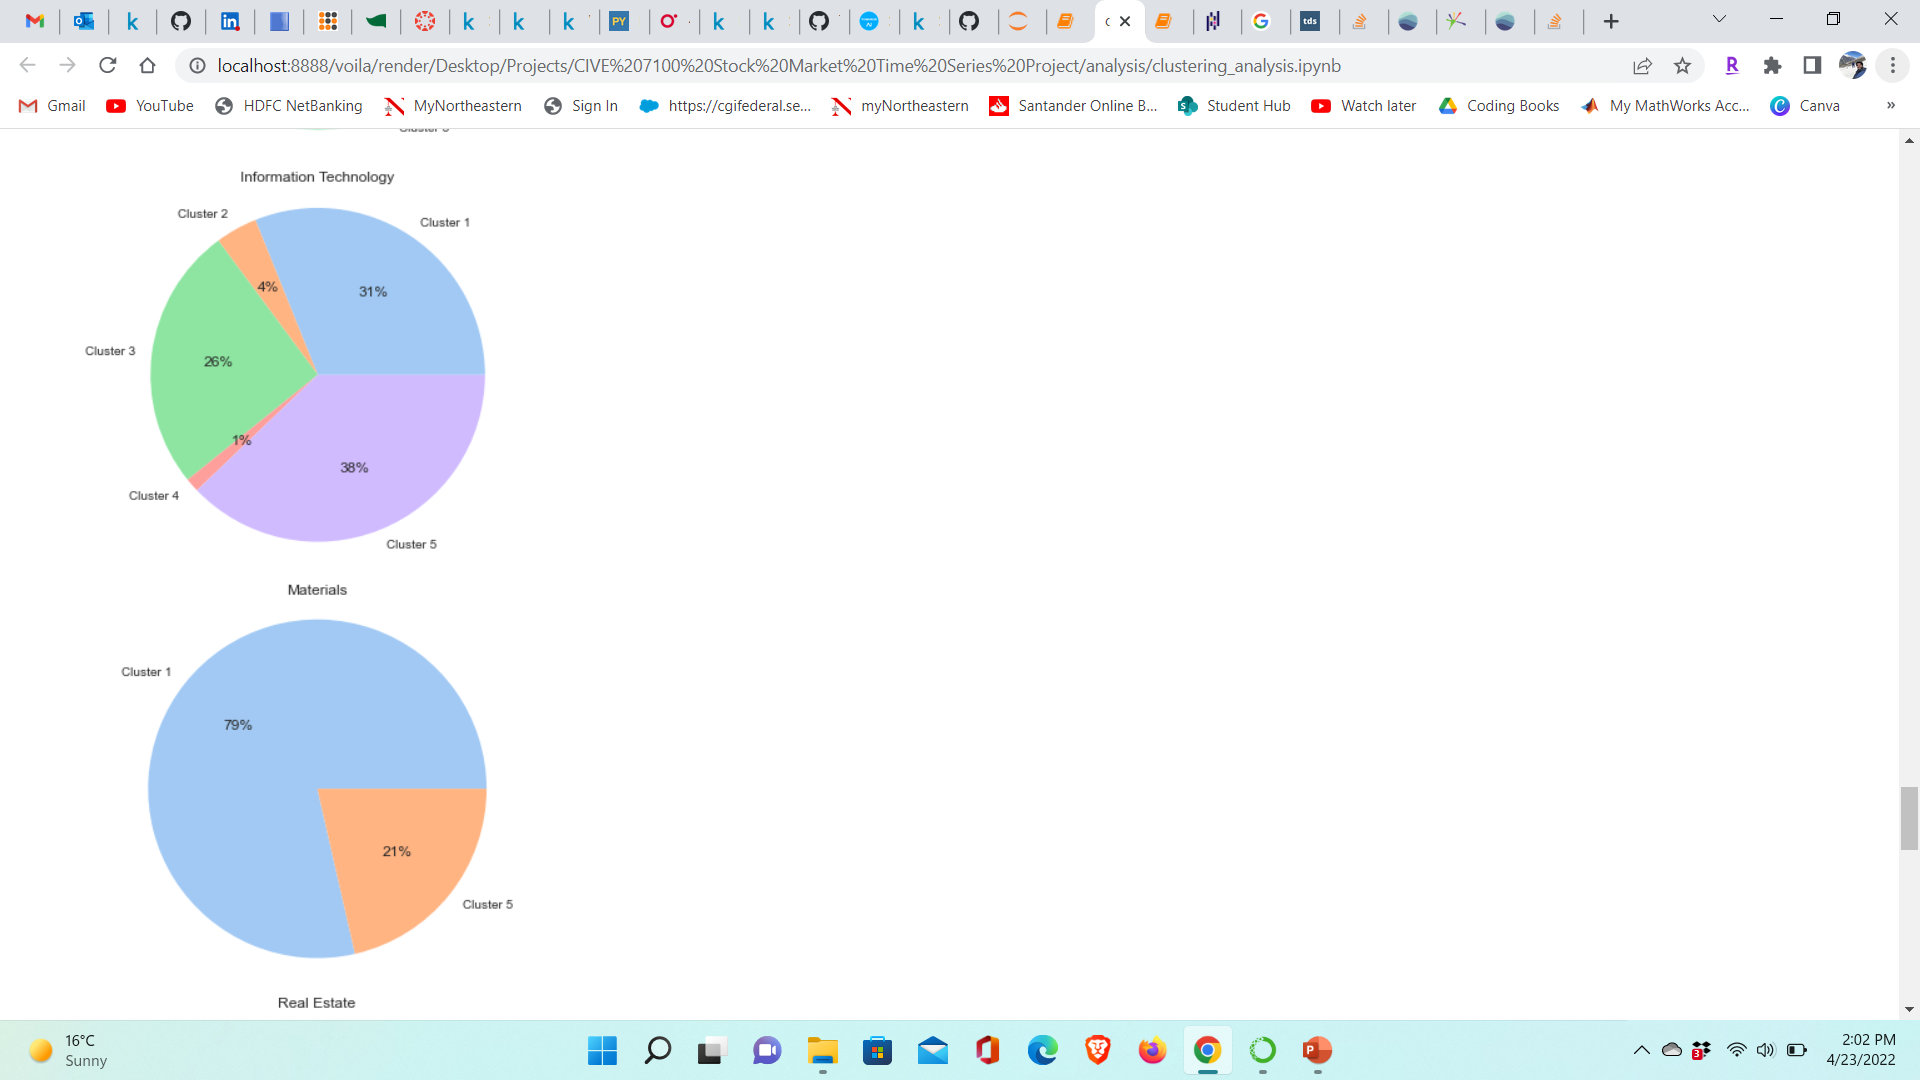 localhost:8888/voila/render/Desktop/Projects/CIVE%207100%20Stock%20Market%20Time%20Series%20Project/analysis/clustering_analysis.ipynb
Gmail YouTube HDFC NetBanking MyNortheastern Sign In https://cgifederal.se... myNortheastern Santander Online B... Student Hub Watch later Coding Books My MathWorks Acc... Canva »
Information Technology
Cluster 2
Cluster 1
4%
31%
Cluster 3
26%
1%
38%
Cluster 4
Cluster 5
Materials
Cluster 1
79%
21%
Cluster 5
Real Estate
16°C
Sunny
2:02 PM
4/23/2022